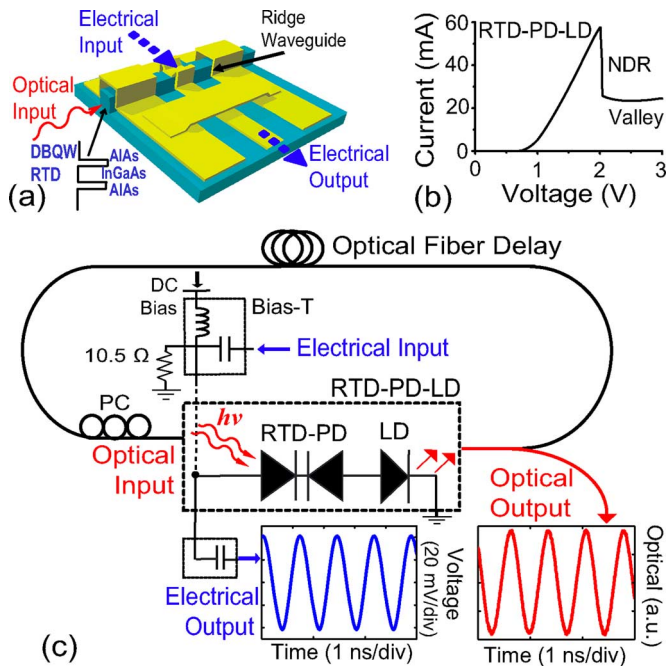 (a)
Electrical
Input
Ridge
Waveguide
Optical
Input
DBQW
RTD
AlAs
InGaAs
AlAs
Electrical
Output
(b)
RTD-PD-LD
NDR
Valley
Current (mA)
60
40
20
0
0 1 2 3
Voltage (V)
Optical Fiber Delay
DC
Bias
Bias-T
10.5 Ω
Electrical Input
RTD-PD-LD
PC
hν
RTD-PD
LD
Optical
Input
Optical
Output
Electrical
Output
Voltage
(20 mV/div)
Time (1 ns/div)
Optical (a.u.)
Time (1 ns/div)
(c)